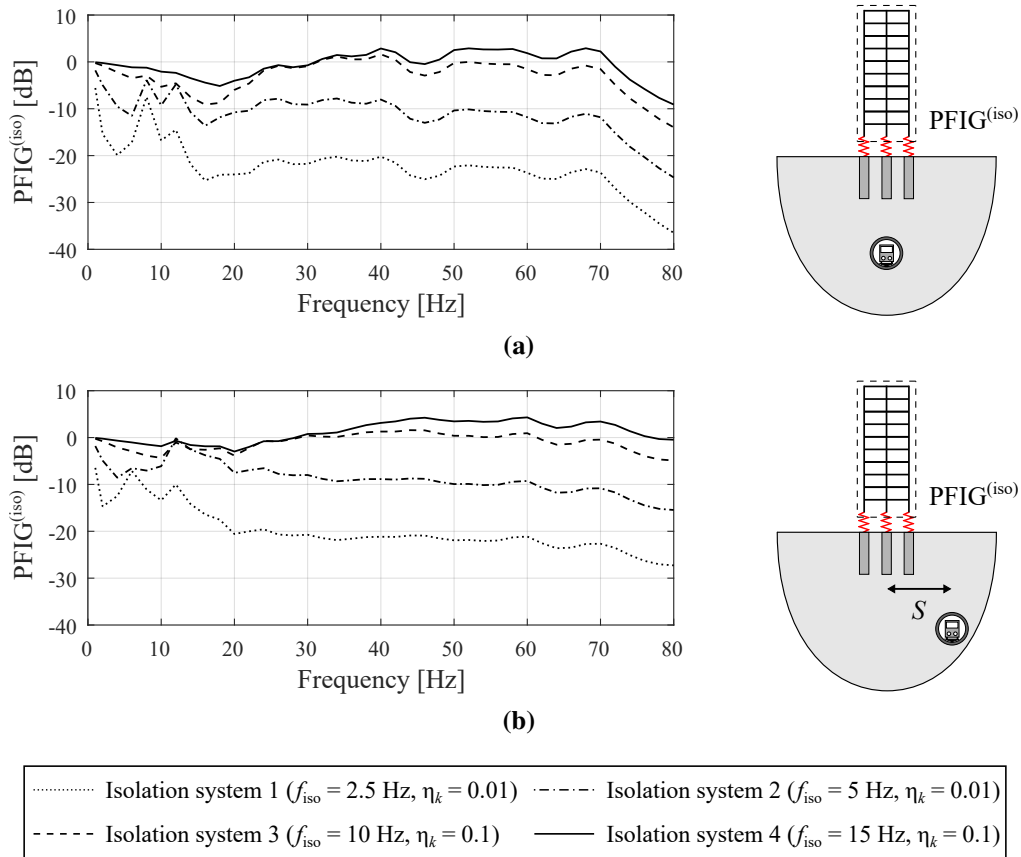 10
0
-10
-20
-30
-40
PFIG(iso) [dB]
0 10 20 30 40 50 60 70 80
Frequency [Hz]
PFIG(iso)
(a)
10
0
-10
-20
-30
-40
PFIG(iso) [dB]
0 10 20 30 40 50 60 70 80
Frequency [Hz]
PFIG(iso)
S
(b)
Isolation system 1 (fiso = 2.5 Hz, ηk = 0.01)
Isolation system 2 (fiso = 5 Hz, ηk = 0.01)
Isolation system 3 (fiso = 10 Hz, ηk = 0.1)
Isolation system 4 (fiso = 15 Hz, ηk = 0.1)